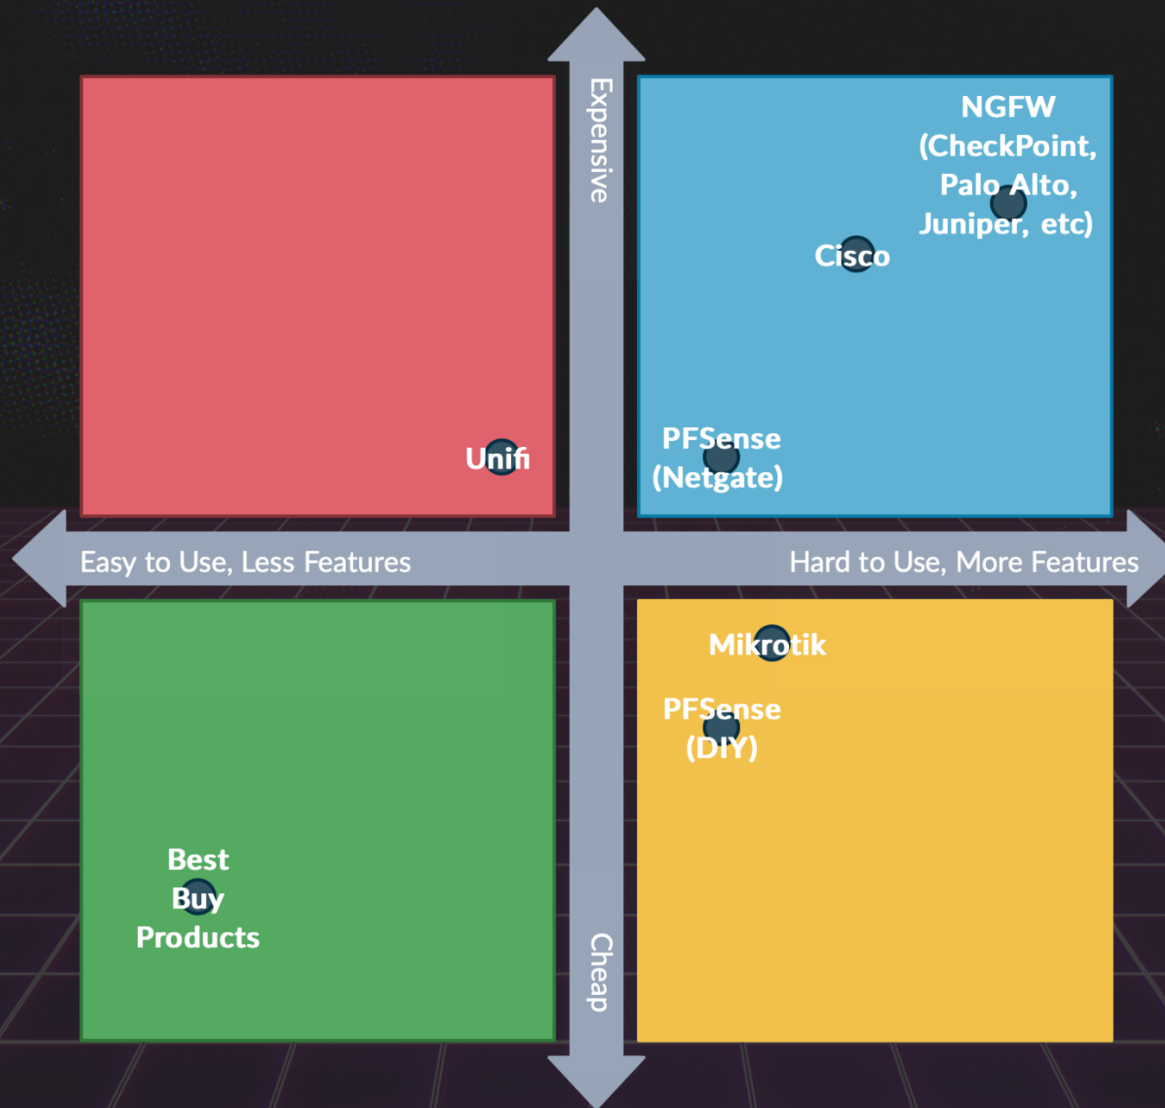 Expensive
NGFW
(CheckPoint,
Palo Alto,
Juniper, etc)
Cisco
Unifi
PFSense
(Netgate)
Easy to Use, Less Features
Hard to Use, More Features
Mikrotik
PFSense
(DIY)
Best
Buy
Products
Cheap